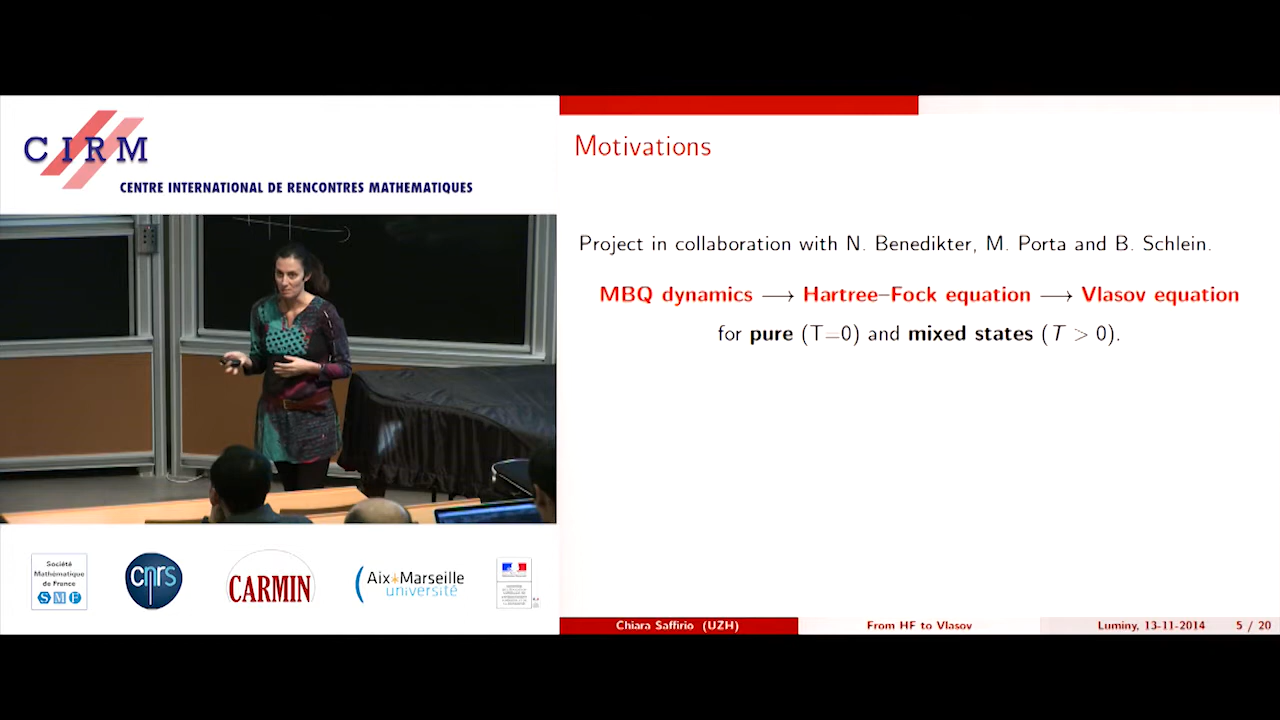 CIRM
CENTRE INTERNATIONAL DE RENCONTRES MATHEMATIQUES
Motivations
Project in collaboration with N. Benedikter, M. Porta and B. Schlein.
MBQ dynamics ⟶ Hartree–Fock equation ⟶ Vlasov equation
for pure (T=0) and mixed states (T > 0).
Société
Mathématique
de France
SMF
cnrs
CARMIN
Aix*Marseille
université
Chiara Saffirio (UZH) From HF to Vlasov Luminy, 13-11-2014 5 / 20